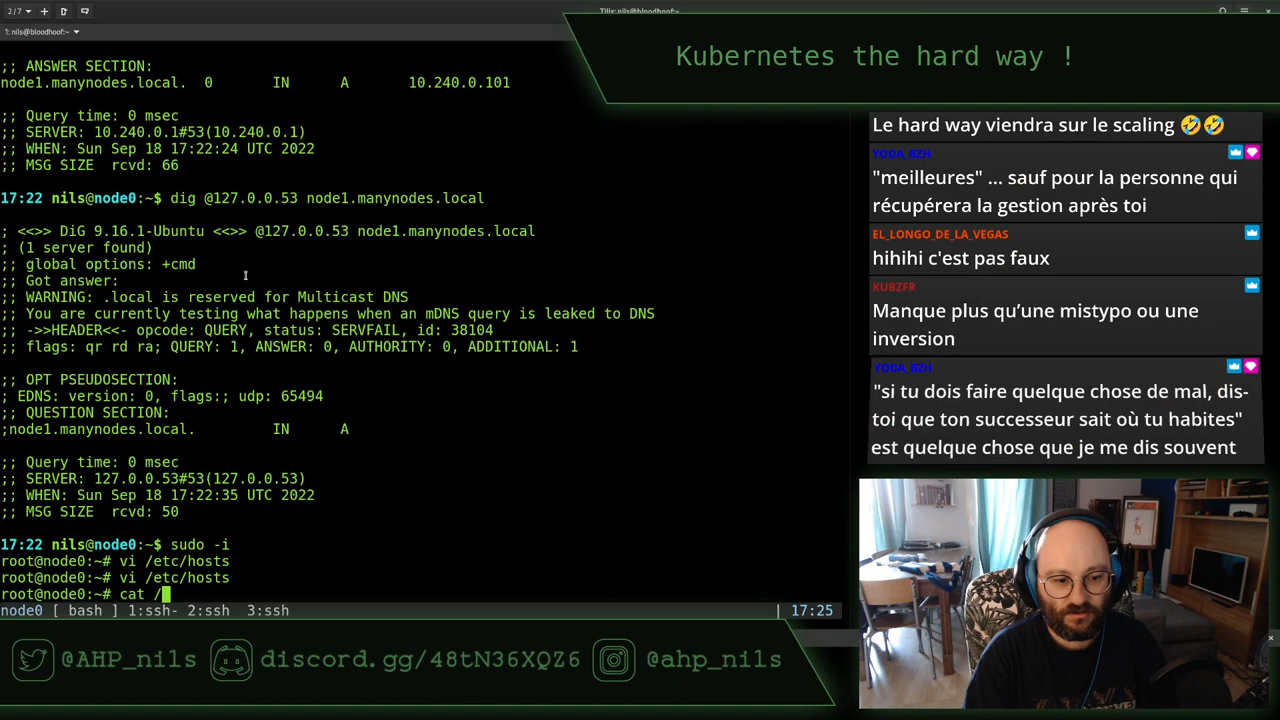 2/7
Tilix: nils@bloodhoof:~
1: nils@bloodhoof:~
Kubernetes the hard way !
;; ANSWER SECTION:
node1.manynodes.local. 0 IN A 10.240.0.101
;; Query time: 0 msec
;; SERVER: 10.240.0.1#53(10.240.0.1)
;; WHEN: Sun Sep 18 17:22:24 UTC 2022
;; MSG SIZE rcvd: 66
17:22 nils@node0:~$ dig @127.0.0.53 node1.manynodes.local
; <<>> DiG 9.16.1-Ubuntu <<>> @127.0.0.53 node1.manynodes.local
; (1 server found)
;; global options: +cmd
;; Got answer:
;; WARNING: .local is reserved for Multicast DNS
;; You are currently testing what happens when an mDNS query is leaked to DNS
;; ->>HEADER<<- opcode: QUERY, status: SERVFAIL, id: 38104
;; flags: qr rd ra; QUERY: 1, ANSWER: 0, AUTHORITY: 0, ADDITIONAL: 1
;; OPT PSEUDOSECTION:
; EDNS: version: 0, flags:; udp: 65494
;; QUESTION SECTION:
;node1.manynodes.local. IN A
;; Query time: 0 msec
;; SERVER: 127.0.0.53#53(127.0.0.53)
;; WHEN: Sun Sep 18 17:22:35 UTC 2022
;; MSG SIZE rcvd: 50
17:22 nils@node0:~$ sudo -i
root@node0:~# vi /etc/hosts
root@node0:~# vi /etc/hosts
root@node0:~# cat /
node0 [ bash ] 1:ssh- 2:ssh 3:ssh | 17:25
Le hard way viendra sur le scaling 🤣🤣
YODA_BZH
"meilleures" ... sauf pour la personne qui
récupérera la gestion après toi
EL_LONGO_DE_LA_VEGAS
hihihi c'est pas faux
KUBZFR
Manque plus qu’une mistypo ou une
inversion
YODA_BZH
"si tu dois faire quelque chose de mal, dis-
toi que ton successeur sait où tu habites"
est quelque chose que je me dis souvent
@AHP_nils
discord.gg/48tN36XQZ6
@ahp_nils